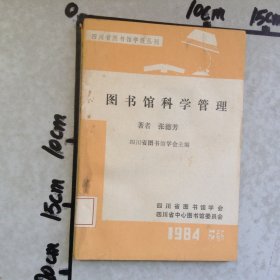 四川省图书馆学会丛刊
图书馆科学管理
著者 张德芳
四川省图书馆学会主编
四川省图书馆学会
四川省中心图书馆委员会
1984
10cm
15cm
10cm
15cm
20cm